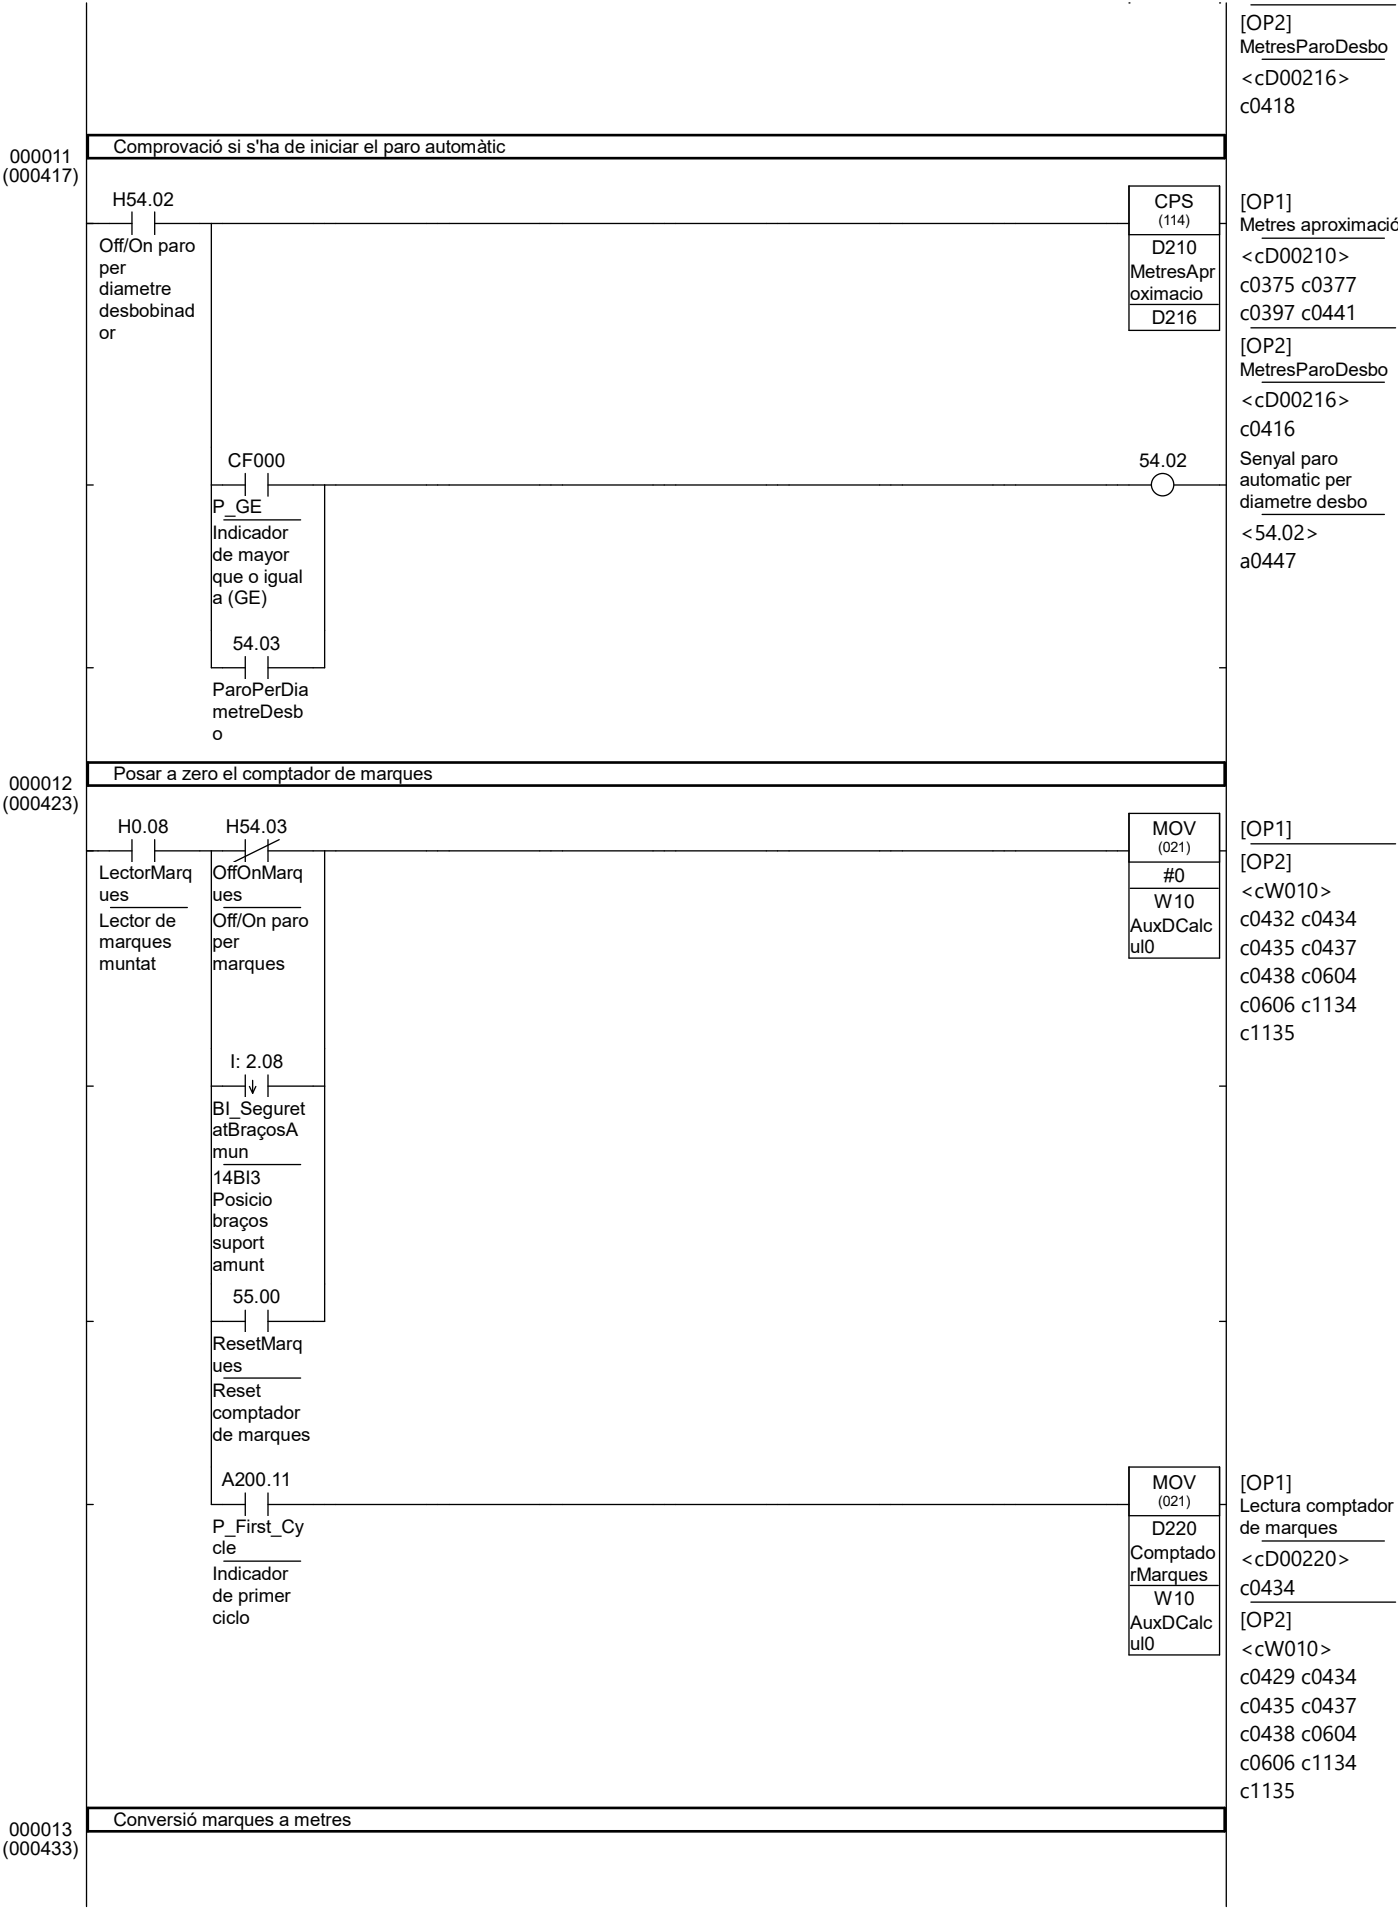 [OP2]
MetresParoDesbo
<cD00216>
c0418
000011
(000417)
Comprovació si s'ha de iniciar el paro automàtic
H54.02
Off/On paro
per
diametre
desbobinad
or
CPS
(114)
D210
MetresApr
oximacio
D216
[OP1]
Metres aproximació
<cD00210>
c0375 c0377
c0397 c0441
[OP2]
MetresParoDesbo
<cD00216>
c0416
CF000
P_GE
Indicador
de mayor
que o igual
a (GE)
54.02
Senyal paro
automatic per
diametre desbo
<54.02>
a0447
54.03
ParoPerDia
metreDesb
o
000012
(000423)
Posar a zero el comptador de marques
H0.08
LectorMarq
ues
Lector de
marques
muntat
H54.03
OffOnMarq
ues
Off/On paro
per
marques
MOV
(021)
#0
W10
AuxDCalc
ul0
[OP1]
[OP2]
<cW010>
c0432 c0434
c0435 c0437
c0438 c0604
c0606 c1134
c1135
I: 2.08
BI_Seguret
atBraçosA
mun
14BI3
Posicio
braços
suport
amunt
55.00
ResetMarq
ues
Reset
comptador
de marques
A200.11
P_First_Cy
cle
Indicador
de primer
ciclo
MOV
(021)
D220
Comptado
rMarques
W10
AuxDCalc
ul0
[OP1]
Lectura comptador
de marques
<cD00220>
c0434
[OP2]
<cW010>
c0429 c0434
c0435 c0437
c0438 c0604
c0606 c1134
c1135
000013
(000433)
Conversió marques a metres